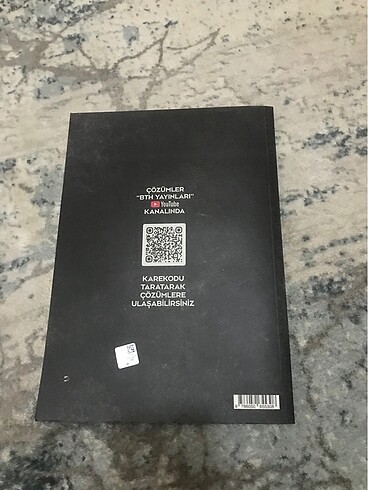 ÇÖZÜMLER
"BTH YAYINLARI"
YouTube
KANALINDA
KAREKODU
TARATARAK
ÇÖZÜMLERE
ULAŞABİLİRSİNİZ